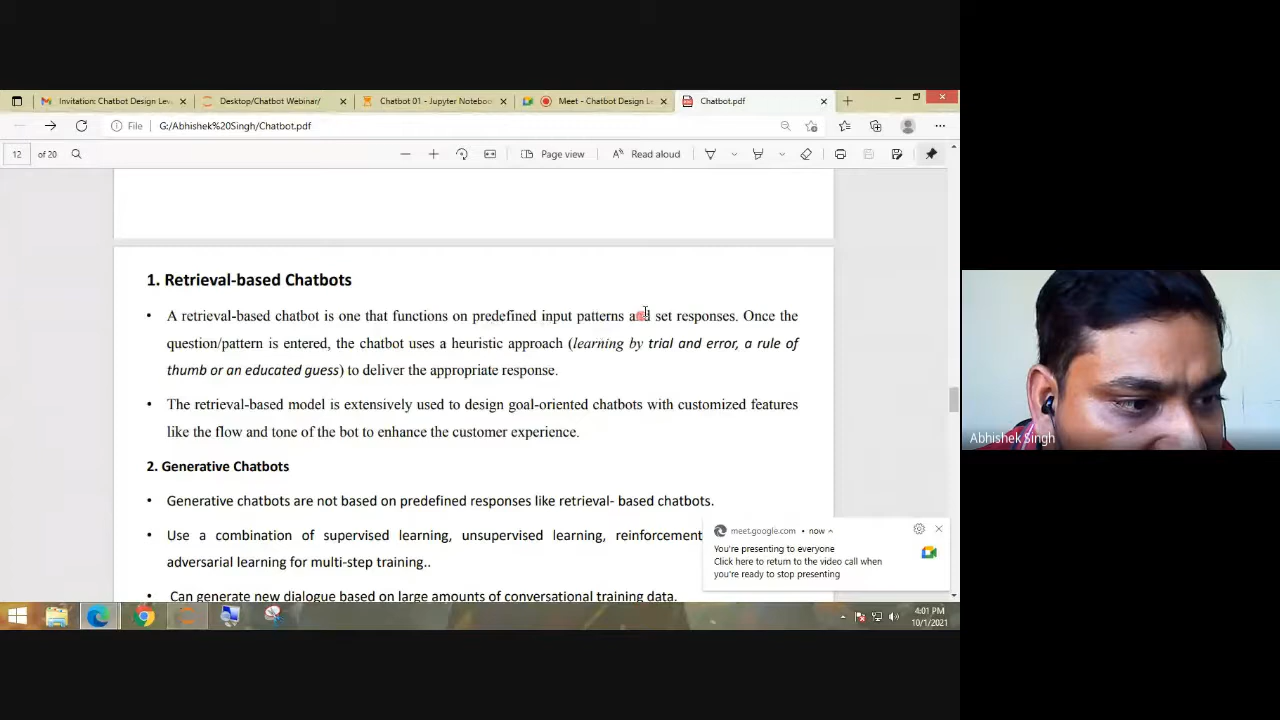 Invitation: Chatbot Design Lev
Desktop/Chatbot Webinar/
Chatbot 01 - Jupyter Noteboo
Meet - Chatbot Design Le
Chatbot.pdf
File
G:/Abhishek%20Singh/Chatbot.pdf
12 of 20
Page view
Read aloud
1. Retrieval-based Chatbots
• A retrieval-based chatbot is one that functions on predefined input patterns and set responses. Once the
question/pattern is entered, the chatbot uses a heuristic approach (learning by trial and error, a rule of
thumb or an educated guess) to deliver the appropriate response.
• The retrieval-based model is extensively used to design goal-oriented chatbots with customized features
like the flow and tone of the bot to enhance the customer experience.
2. Generative Chatbots
• Generative chatbots are not based on predefined responses like retrieval- based chatbots.
• Use a combination of supervised learning, unsupervised learning, reinforcement
adversarial learning for multi-step training..
• Can generate new dialogue based on large amounts of conversational training data.
meet.google.com • now
You're presenting to everyone
Click here to return to the video call when
you're ready to stop presenting
4:01 PM
10/1/2021
Abhishek Singh